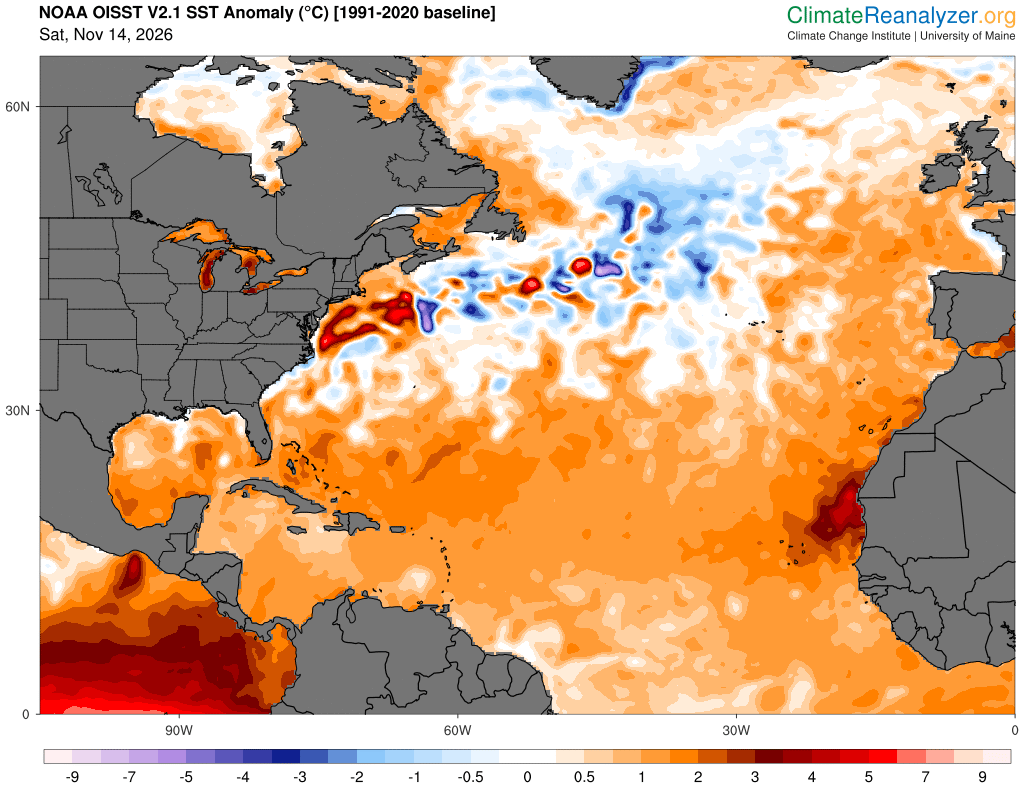 NOAA OISST V2.1 SST Anomaly (°C) [1991-2020 baseline]
ClimateReanalyzer.org
Sat, Nov 14, 2026
Climate Change Institute | University of Maine
60N
30N
0
90W 60W 30W 0
-9 -7 -5 -4 -3 -2 -1 -0.5 0 0.5 1 2 3 4 5 7 9